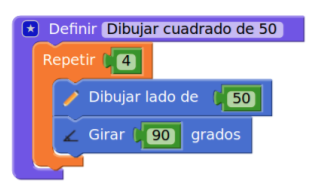 Definir Dibujar cuadrado de 50
Repetir 4
Dibujar lado de 50
Girar 90 grados